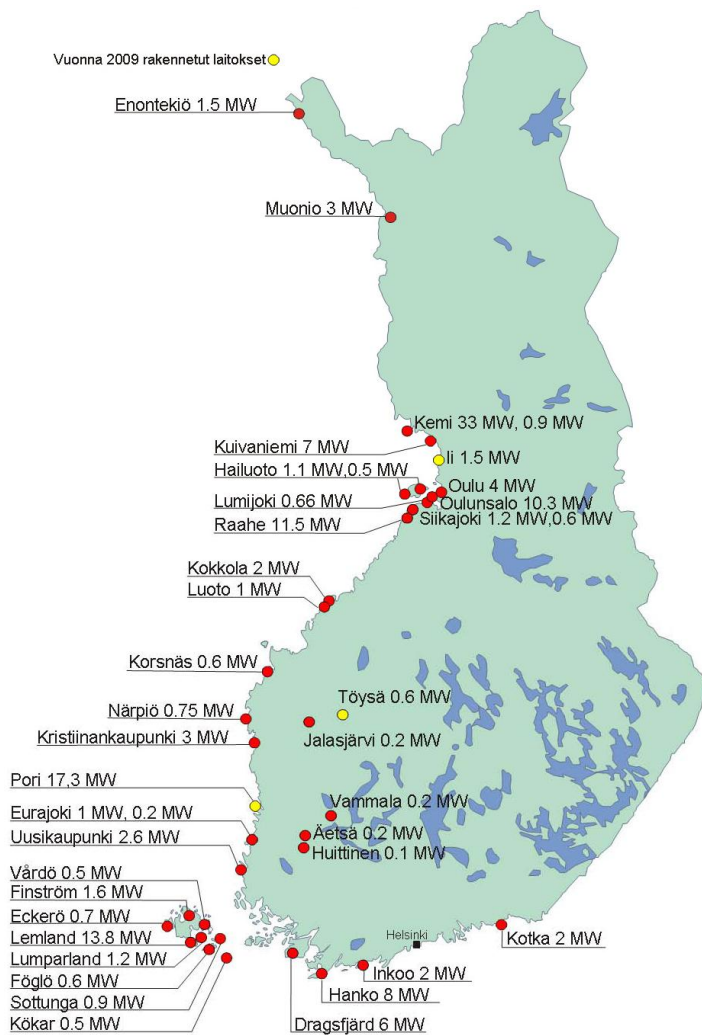 Vuonna 2009 rakennetut laitokset
Enontekiö 1.5 MW
Muonio 3 MW
Kemi 33 MW, 0.9 MW
Kuivaniemi 7 MW
Ii 1.5 MW
Hailuoto 1.1 MW,0.5 MW
Oulu 4 MW
Lumijoki 0.66 MW
Oulunsalo 10.3 MW
Raahe 11.5 MW
Siikajoki 1.2 MW,0.6 MW
Kokkola 2 MW
Luoto 1 MW
Korsnäs 0.6 MW
Töysä 0.6 MW
Närpiö 0.75 MW
Jalasjärvi 0.2 MW
Kristiinankaupunki 3 MW
Pori 17,3 MW
Vammala 0.2 MW
Eurajoki 1 MW, 0.2 MW
Äetsä 0.2 MW
Uusikaupunki 2.6 MW
Huittinen 0.1 MW
Vårdö 0.5 MW
Finström 1.6 MW
Eckerö 0.7 MW
Lemland 13.8 MW
Lumparland 1.2 MW
Föglö 0.6 MW
Sottunga 0.9 MW
Kökar 0.5 MW
Helsinki
Kotka 2 MW
Inkoo 2 MW
Hanko 8 MW
Dragsfjärd 6 MW